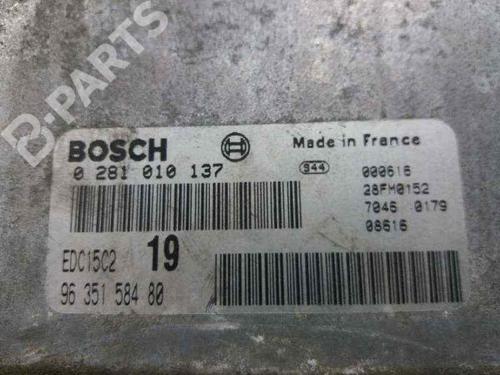 B-PARTS
BOSCH
Made in France
0 281 010 137
944
000616
28FM0152
7046 0179
08616
EDC15C2 19
96 351 584 80